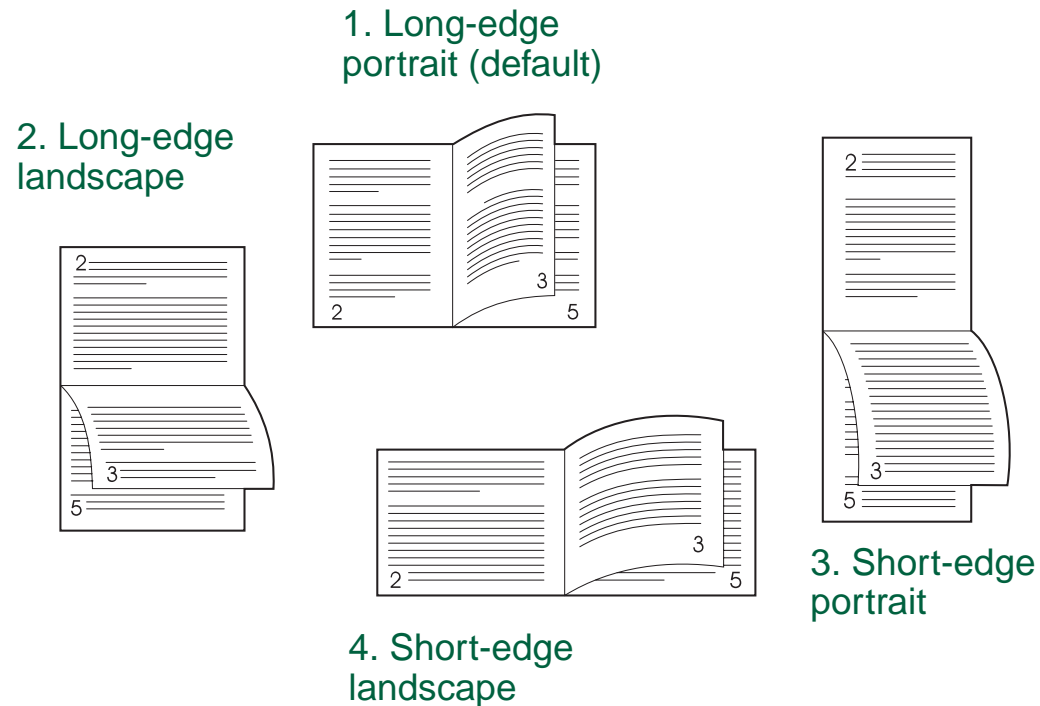 1. Long-edge
portrait (default)
2. Long-edge
landscape
2
3
5
2
3
5
2
3
5
2
3
5
3. Short-edge
portrait
4. Short-edge
landscape